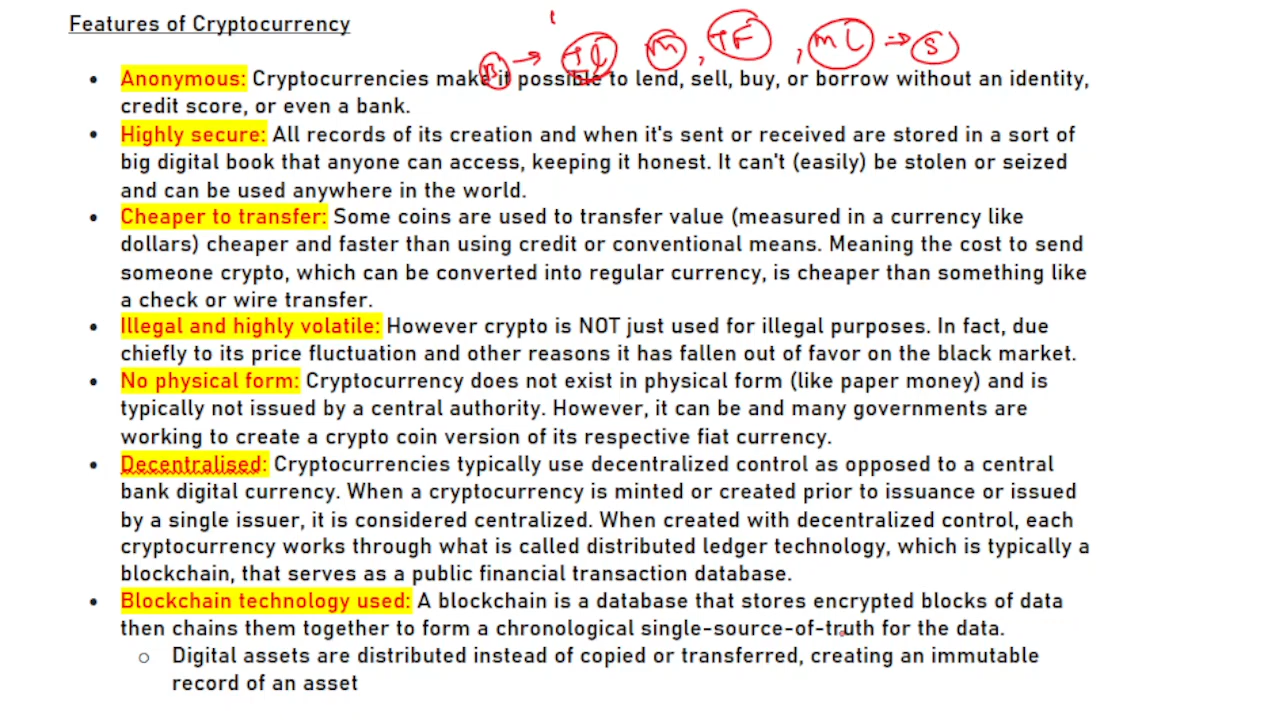 Features of Cryptocurrency
B → TL m, TF, ML ⇒ S
• Anonymous: Cryptocurrencies make it possible to lend, sell, buy, or borrow without an identity,
credit score, or even a bank.
• Highly secure: All records of its creation and when it's sent or received are stored in a sort of
big digital book that anyone can access, keeping it honest. It can't (easily) be stolen or seized
and can be used anywhere in the world.
• Cheaper to transfer: Some coins are used to transfer value (measured in a currency like
dollars) cheaper and faster than using credit or conventional means. Meaning the cost to send
someone crypto, which can be converted into regular currency, is cheaper than something like
a check or wire transfer.
• Illegal and highly volatile: However crypto is NOT just used for illegal purposes. In fact, due
chiefly to its price fluctuation and other reasons it has fallen out of favor on the black market.
• No physical form: Cryptocurrency does not exist in physical form (like paper money) and is
typically not issued by a central authority. However, it can be and many governments are
working to create a crypto coin version of its respective fiat currency.
• Decentralised: Cryptocurrencies typically use decentralized control as opposed to a central
bank digital currency. When a cryptocurrency is minted or created prior to issuance or issued
by a single issuer, it is considered centralized. When created with decentralized control, each
cryptocurrency works through what is called distributed ledger technology, which is typically a
blockchain, that serves as a public financial transaction database.
• Blockchain technology used: A blockchain is a database that stores encrypted blocks of data
then chains them together to form a chronological single-source-of-truth for the data.
○ Digital assets are distributed instead of copied or transferred, creating an immutable
record of an asset